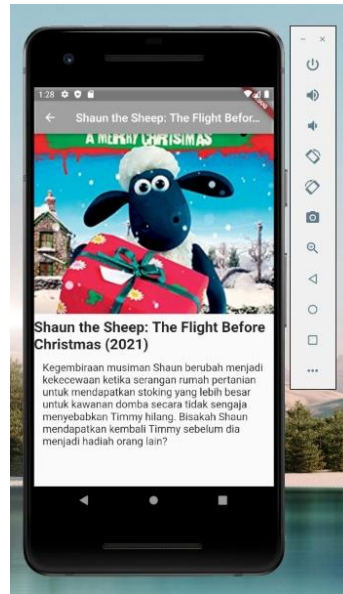 1:28
Shaun the Sheep: The Flight Befor...
A MERRY CHRISTMAS
Shaun the Sheep: The Flight Before
Christmas (2021)
Kegembiraan musiman Shaun berubah menjadi
kekecewaan ketika serangan rumah pertanian
untuk mendapatkan stoking yang lebih besar
untuk kawanan domba secara tidak sengaja
menyebabkan Timmy hilang. Bisakah Shaun
mendapatkan kembali Timmy sebelum dia
menjadi hadiah orang lain?